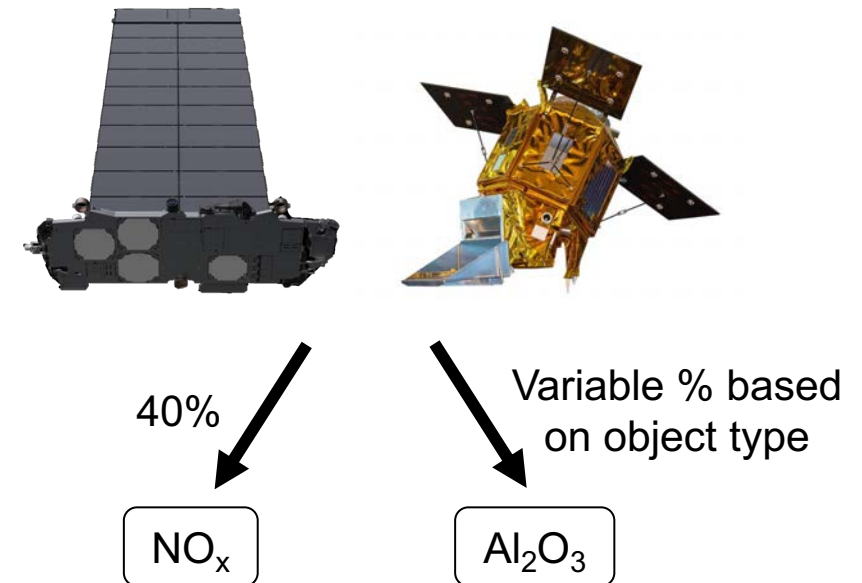 40%
Variable % based
on object type
NOₓ
Al₂O₃